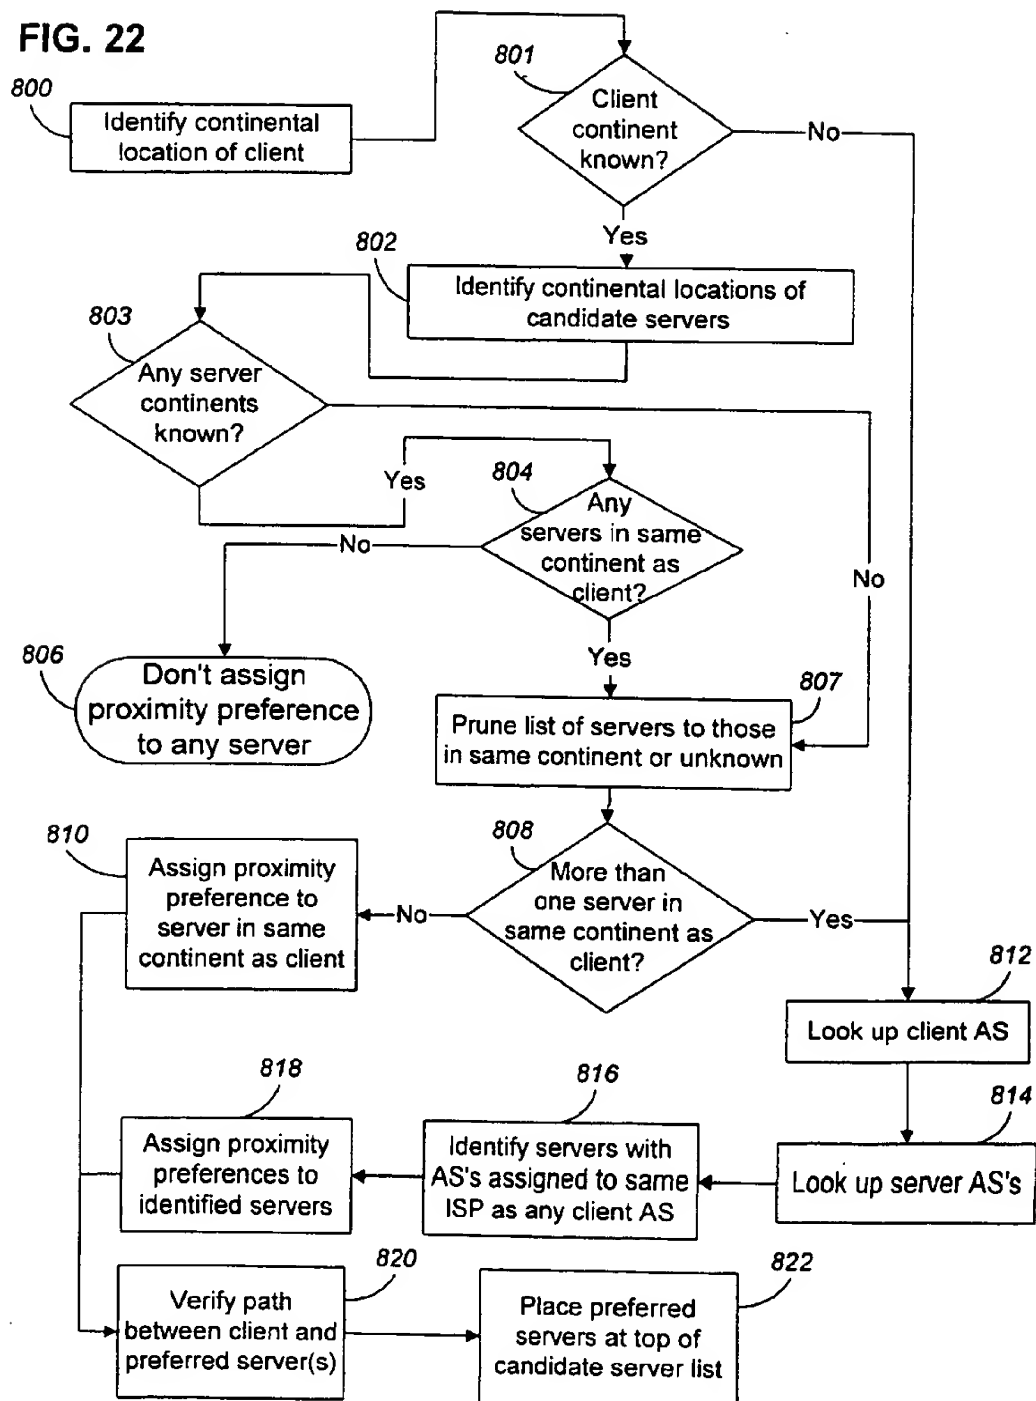 FIG. 22
800
Identify continental
location of client
801
Client
continent
known?
No
Yes
802
Identify continental locations of
candidate servers
803
Any server
continents
known?
Yes
804
Any
servers in same
continent as
client?
No
No
Yes
806
Don't assign
proximity preference
to any server
807
Prune list of servers to those
in same continent or unknown
808
More than
one server in
same continent as
client?
No
Yes
810
Assign proximity
preference to
server in same
continent as client
812
Look up client AS
814
Look up server AS's
816
Identify servers with
AS's assigned to same
ISP as any client AS
818
Assign proximity
preferences to
identified servers
820
Verify path
between client and
preferred server(s)
822
Place preferred
servers at top of
candidate server list